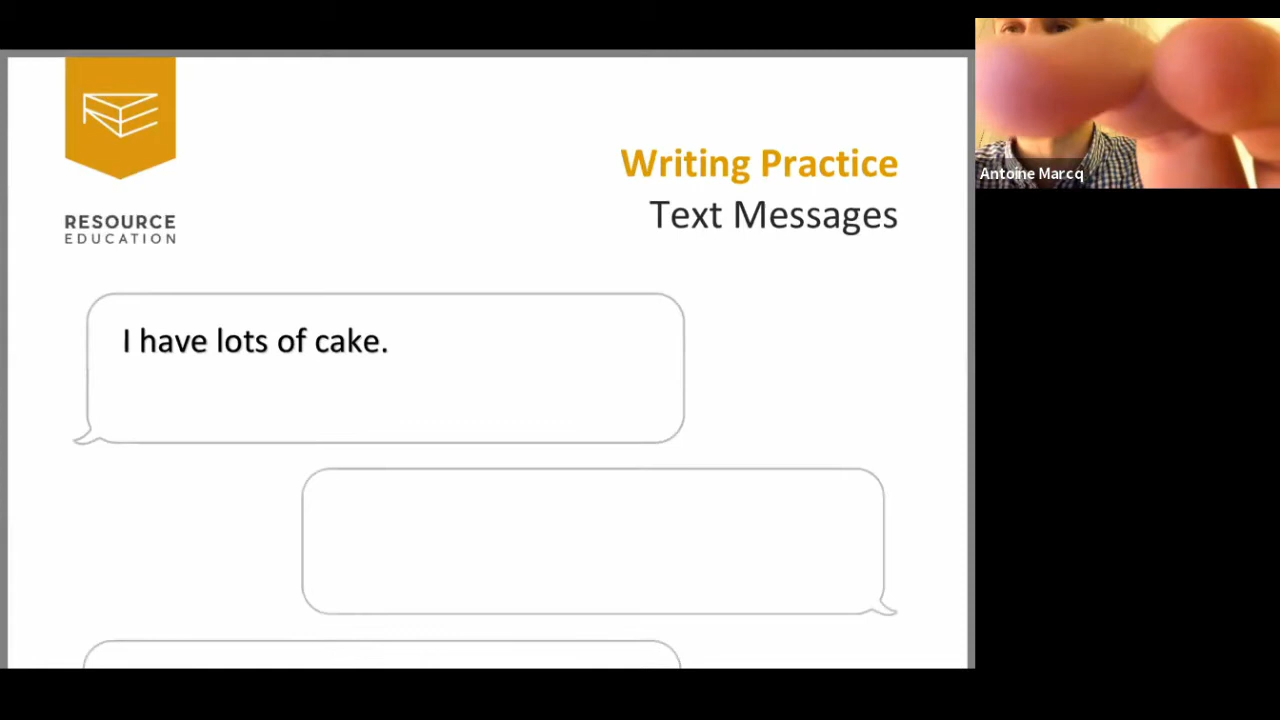 RESOURCE
EDUCATION
Writing Practice
Text Messages
I have lots of cake.
Antoine Marcq